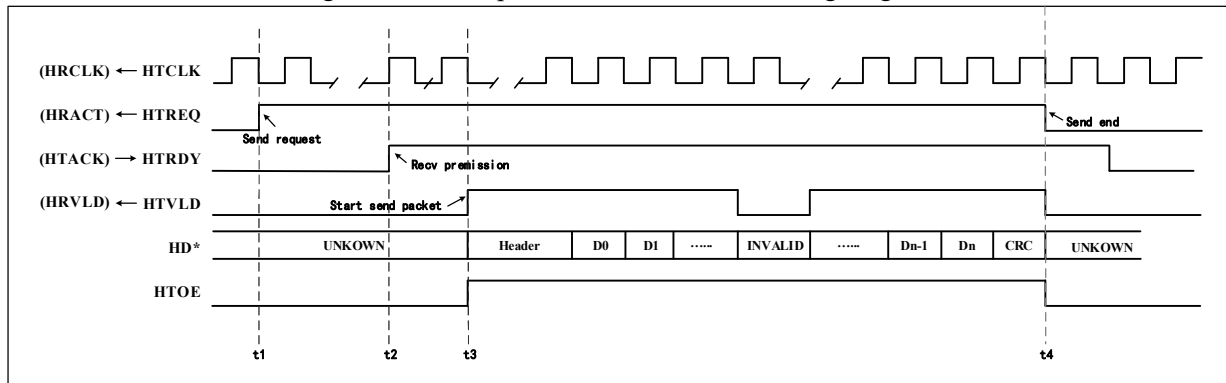 (HRCLK) ← HTCLK
(HRACT) ← HTREQ
Send request
Send end
(HTACK) → HTRDY
Recv premission
(HRVLD) ← HTVLD
Start send packet
HD* UNKOWN Header D0 D1 ...... INVALID ...... Dn-1 Dn CRC UNKOWN
HTOE
t1 t2 t3 t4